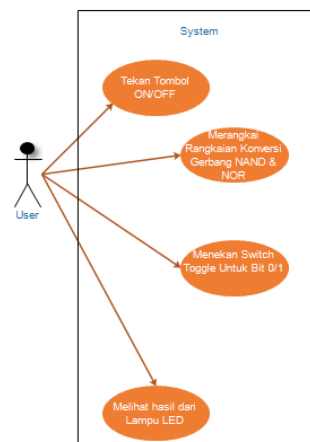 System
Tekan Tombol
ON/OFF
Merangkai
Rangkaian Konversi
Gerbang NAND &
NOR
User
Menekan Switch
Toggle Untuk Bit 0/1
Melihat hasil dari
Lampu LED